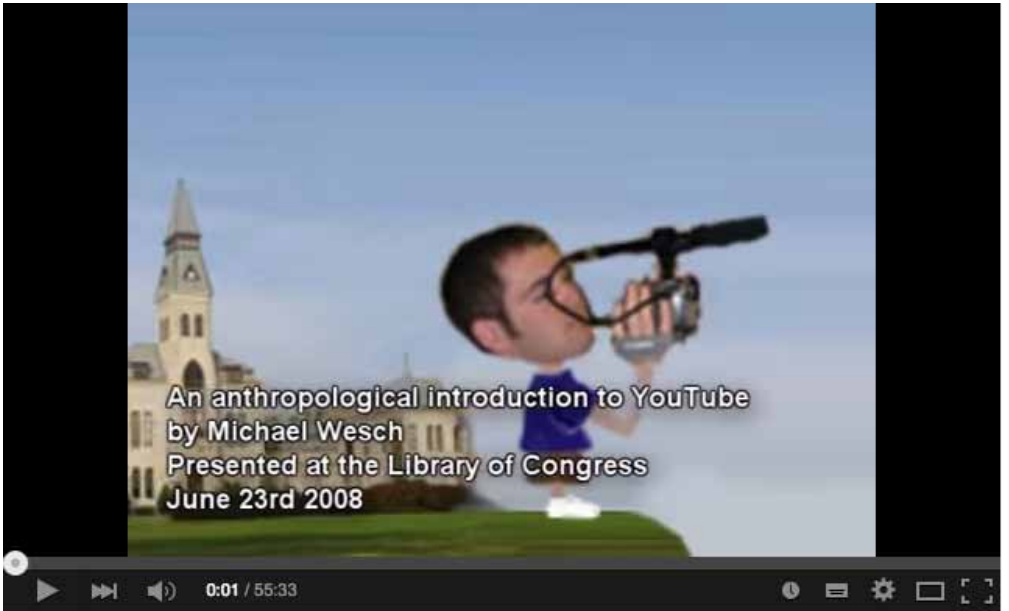 An anthropological introduction to YouTube
by Michael Wesch
Presented at the Library of Congress
June 23rd 2008
0:01 / 55:33